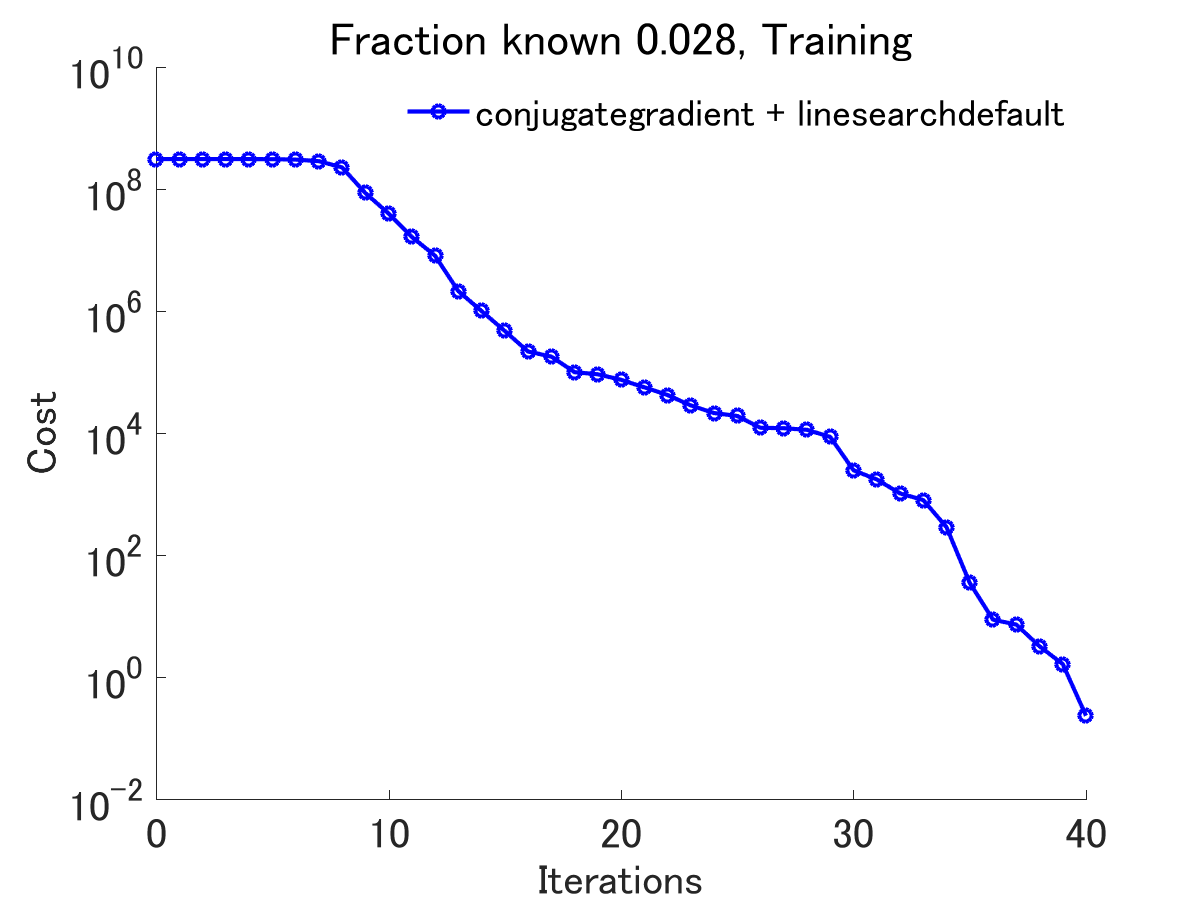 Fraction known 0.028, Training
conjugategradient + linesearchdefault
10^10
10^8
10^6
10^4
10^2
10^0
10^-2
Cost
0 10 20 30 40
Iterations